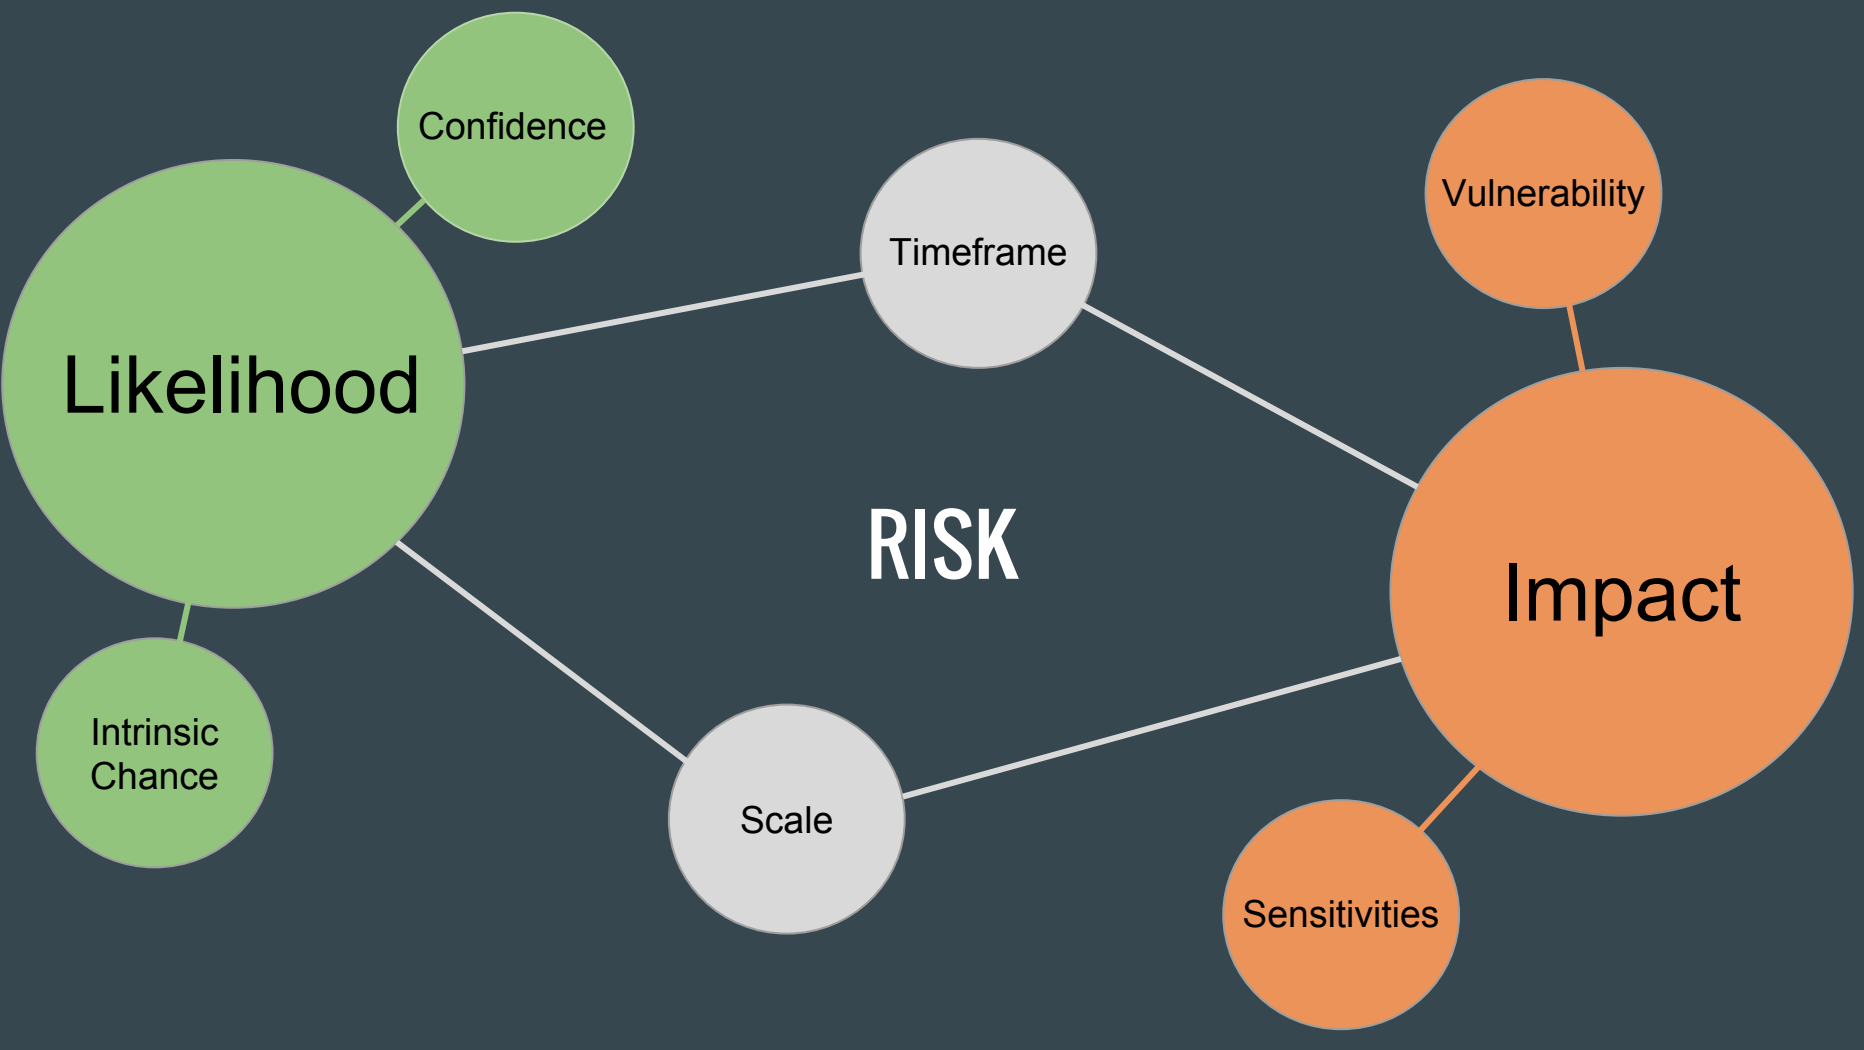 Confidence
Vulnerability
Timeframe
Likelihood
RISK
Impact
Intrinsic
Chance
Scale
Sensitivities